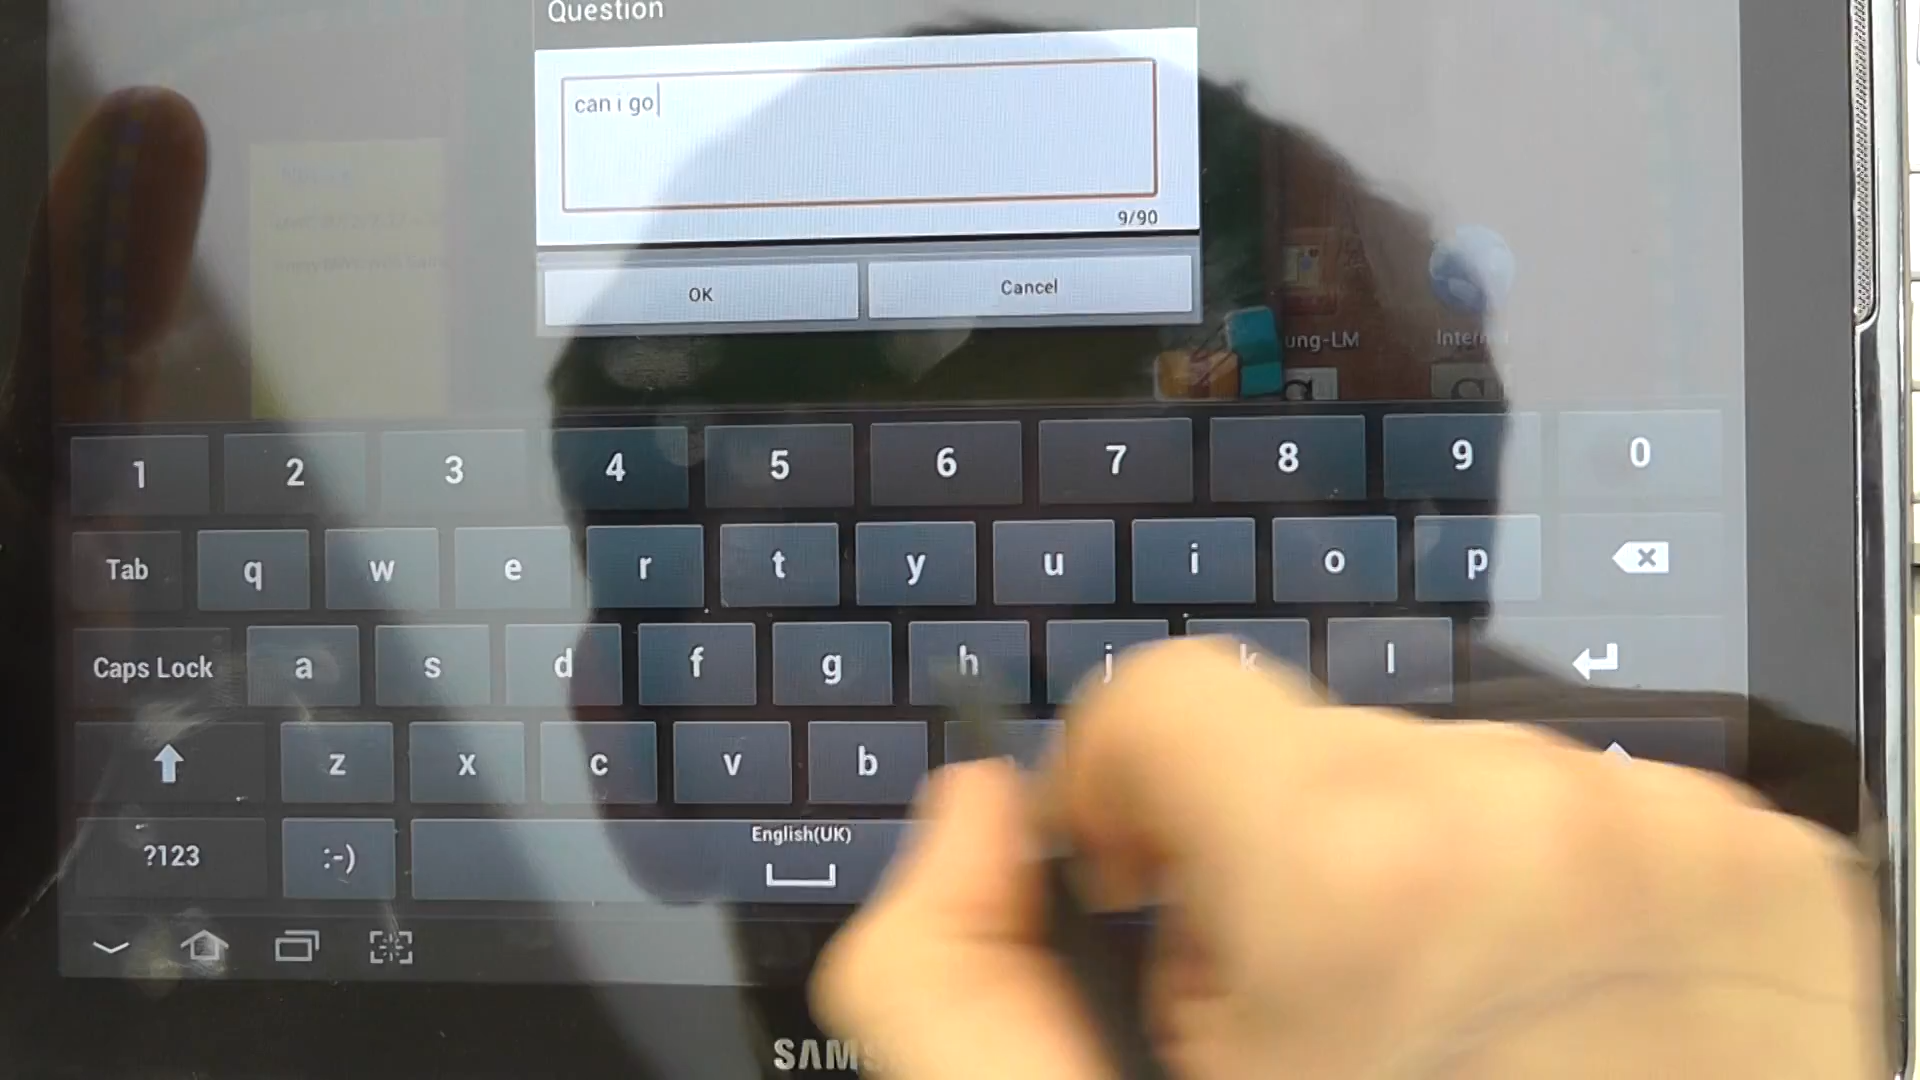 Question
can i go
9/90
OK
Cancel
ung-LM
Intern
1 2 3 4 5 6 7 8 9 0
Tab q w e r t y u i o p
Caps Lock a s d f g h j k l
z x c v b
?123 :-) English(UK)
SAMS